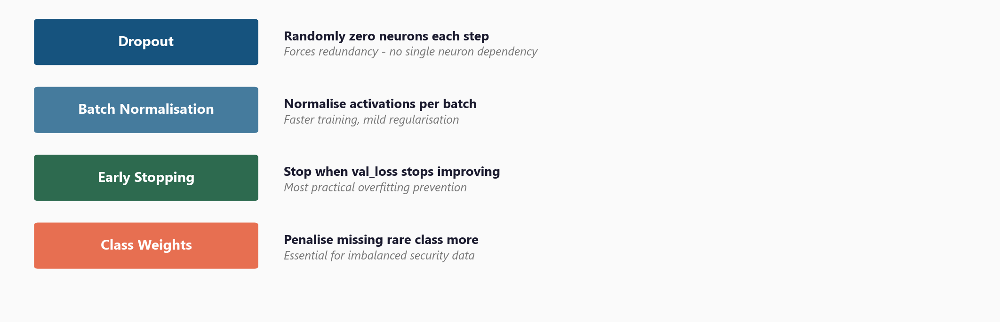 Dropout
Randomly zero neurons each step
Forces redundancy - no single neuron dependency
Batch Normalisation
Normalise activations per batch
Faster training, mild regularisation
Early Stopping
Stop when val_loss stops improving
Most practical overfitting prevention
Class Weights
Penalise missing rare class more
Essential for imbalanced security data